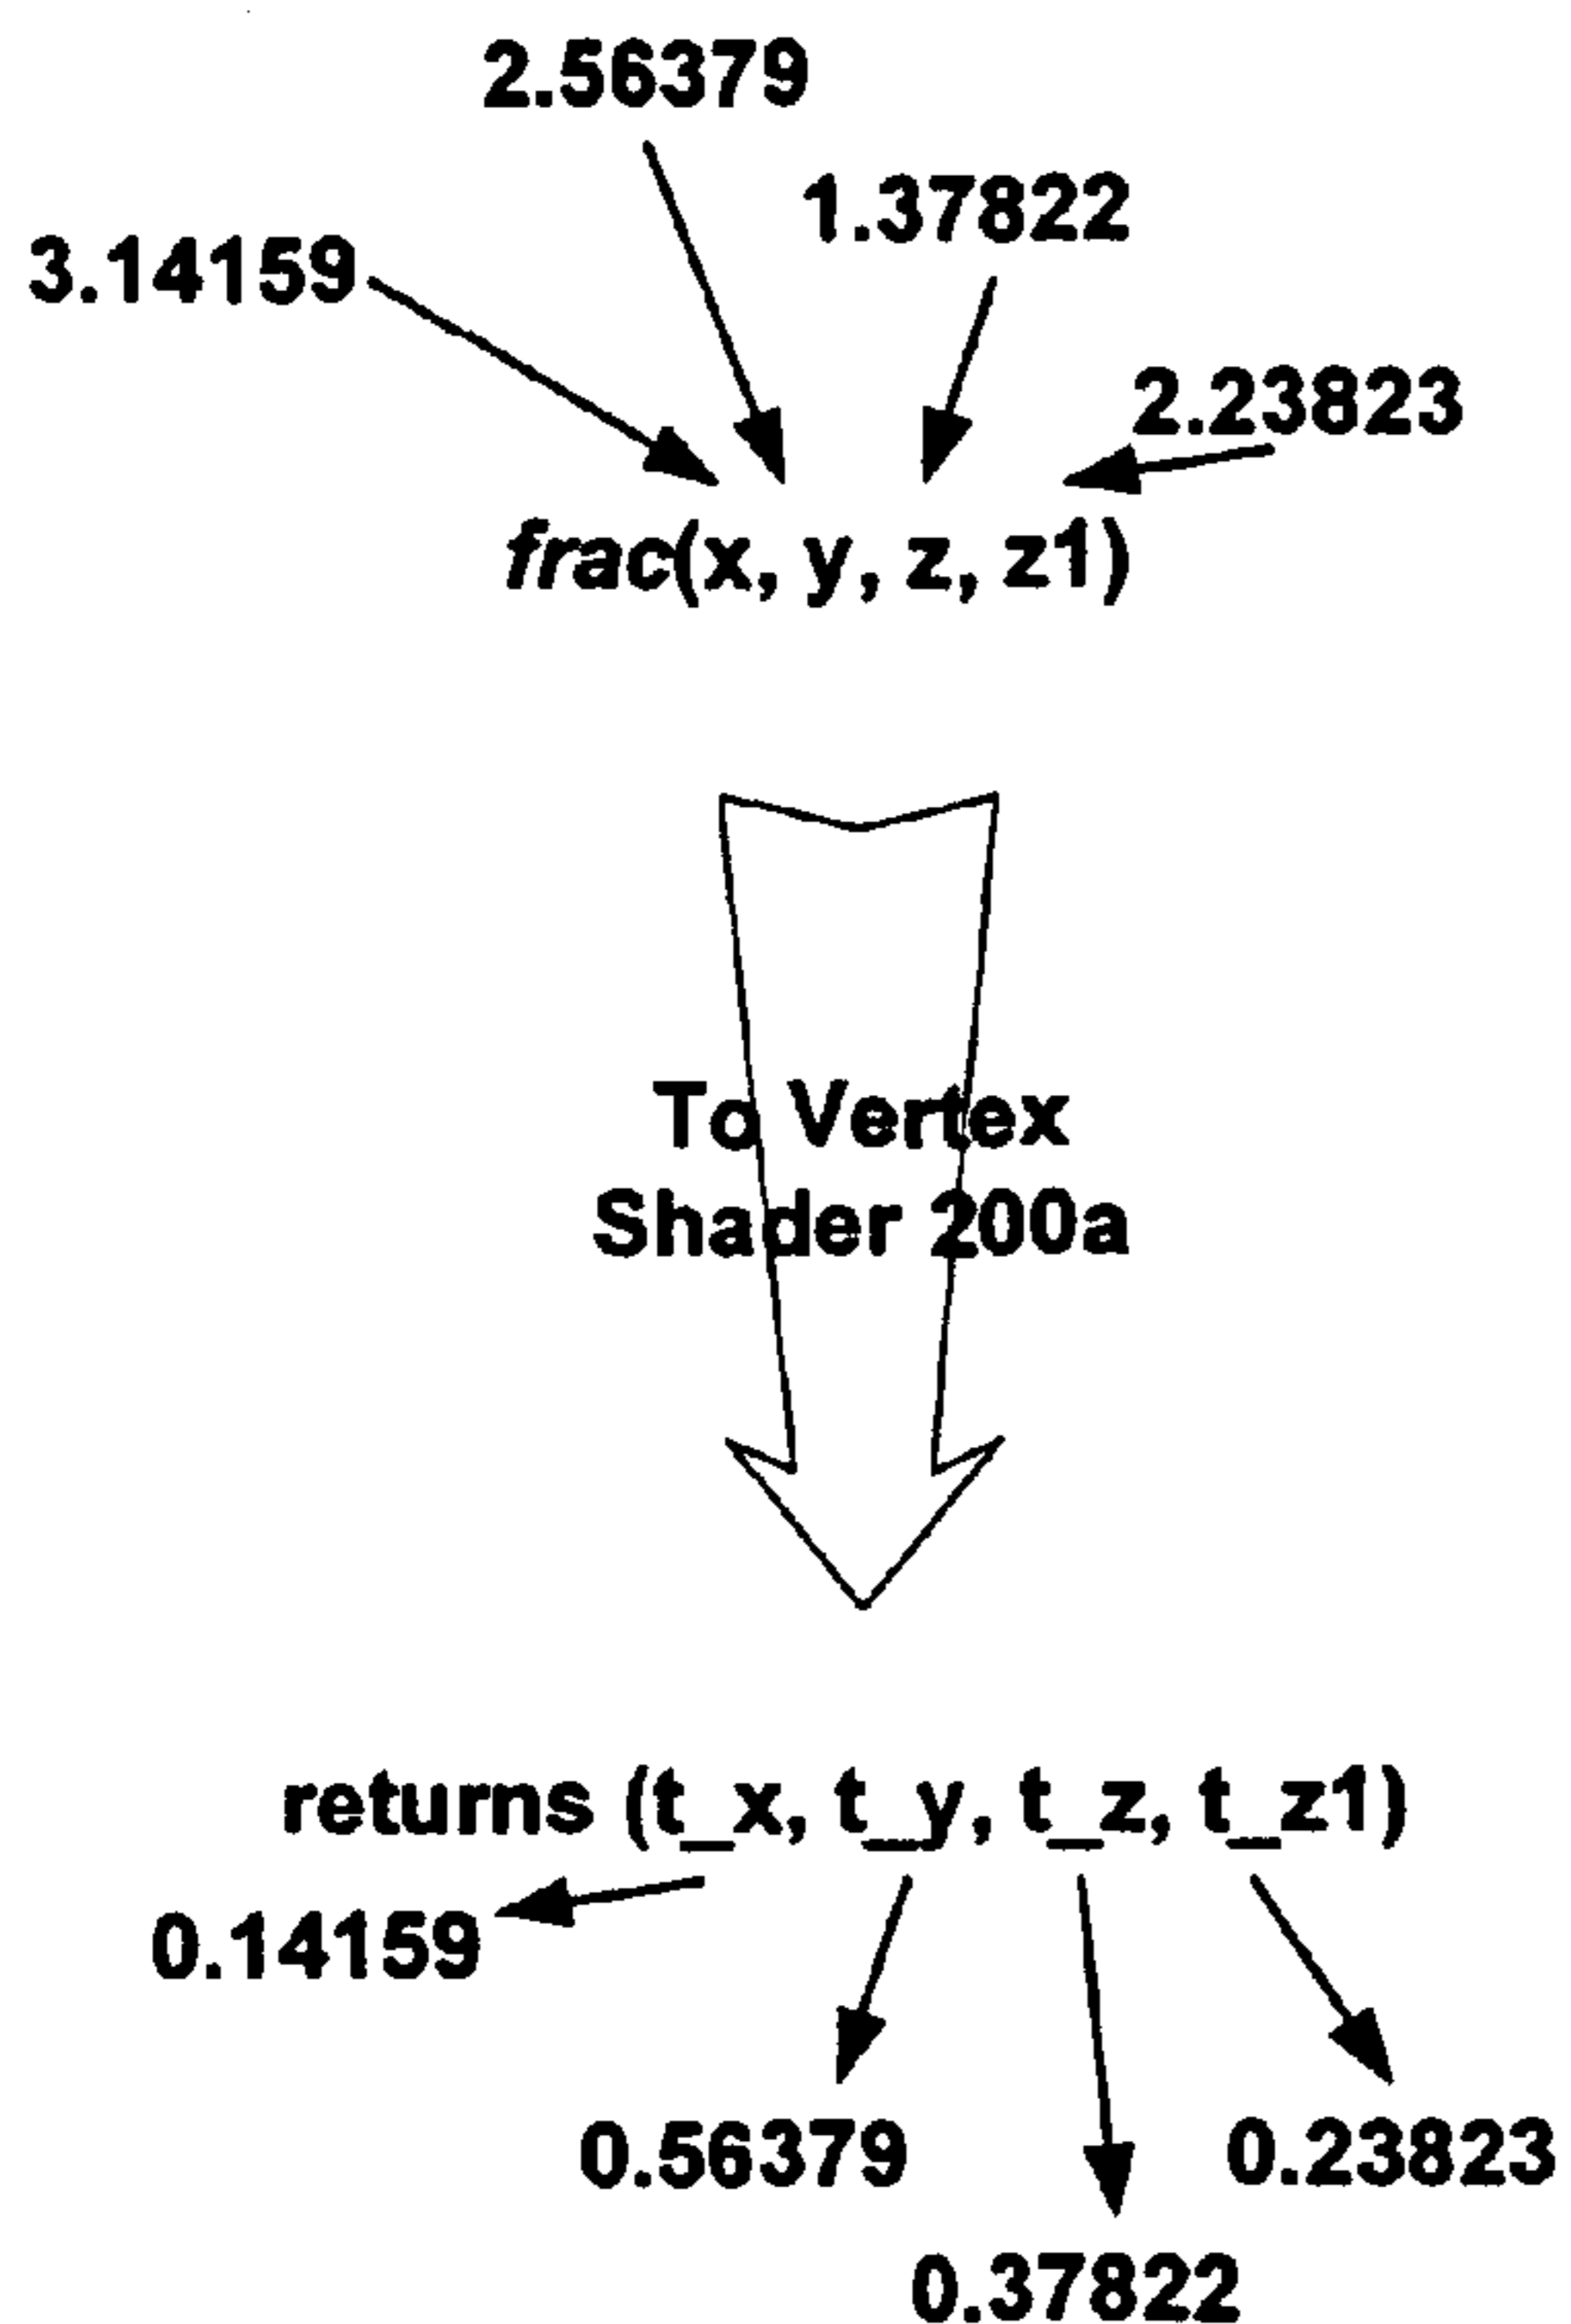 2.56379
1.37822
3.14159
2.23823
frac(x, y, z, z1)
To Vertex
Shader 200a
returns (t_x, t_y, t_z, t_z1)
0.14159
0.56379
0.23823
0.37822